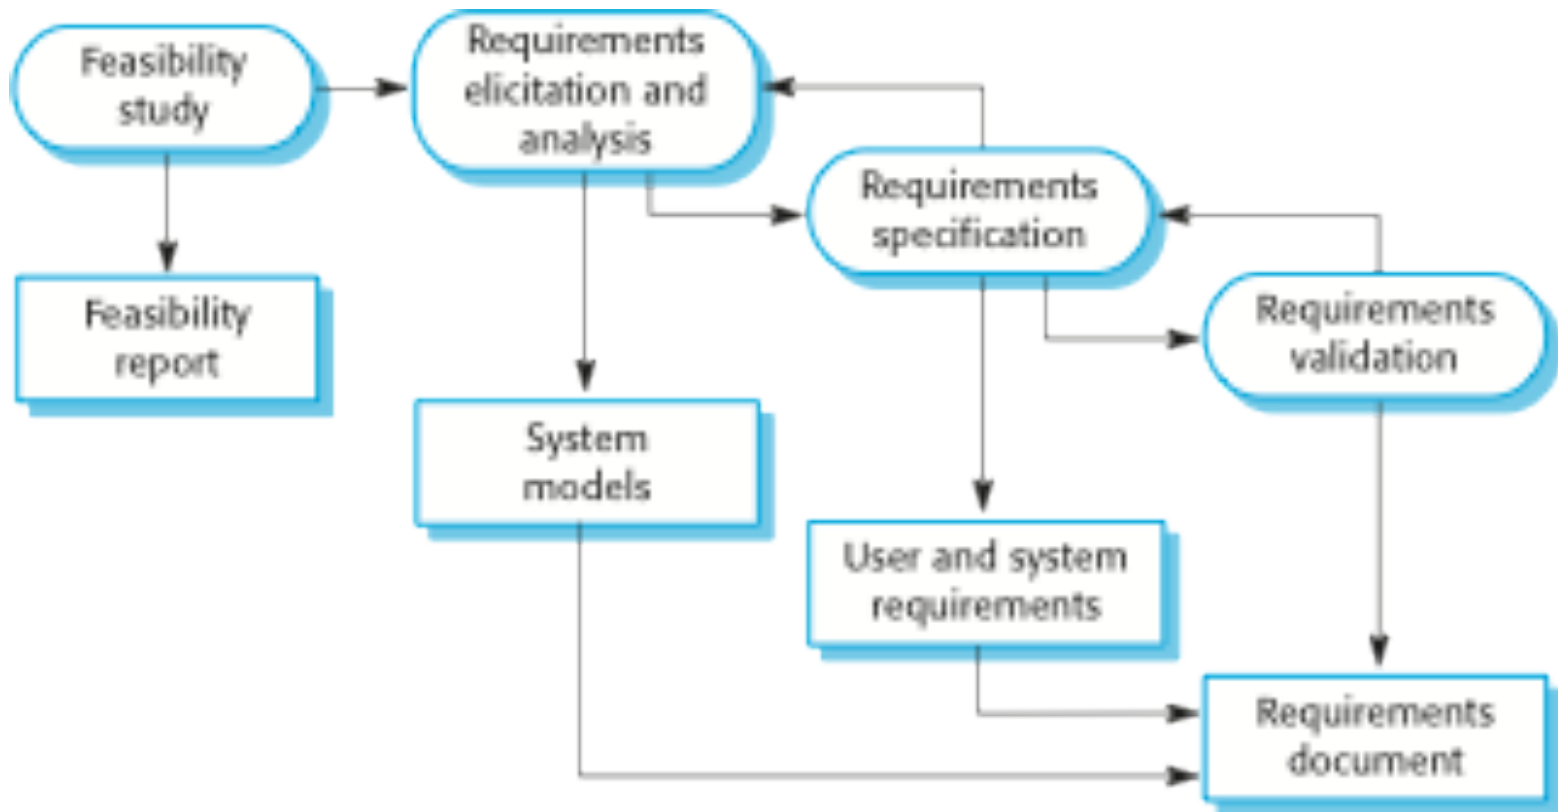 Feasibility
study
Requirements
elicitation and
analysis
Requirements
specification
Requirements
validation
Feasibility
report
System
models
User and system
requirements
Requirements
document